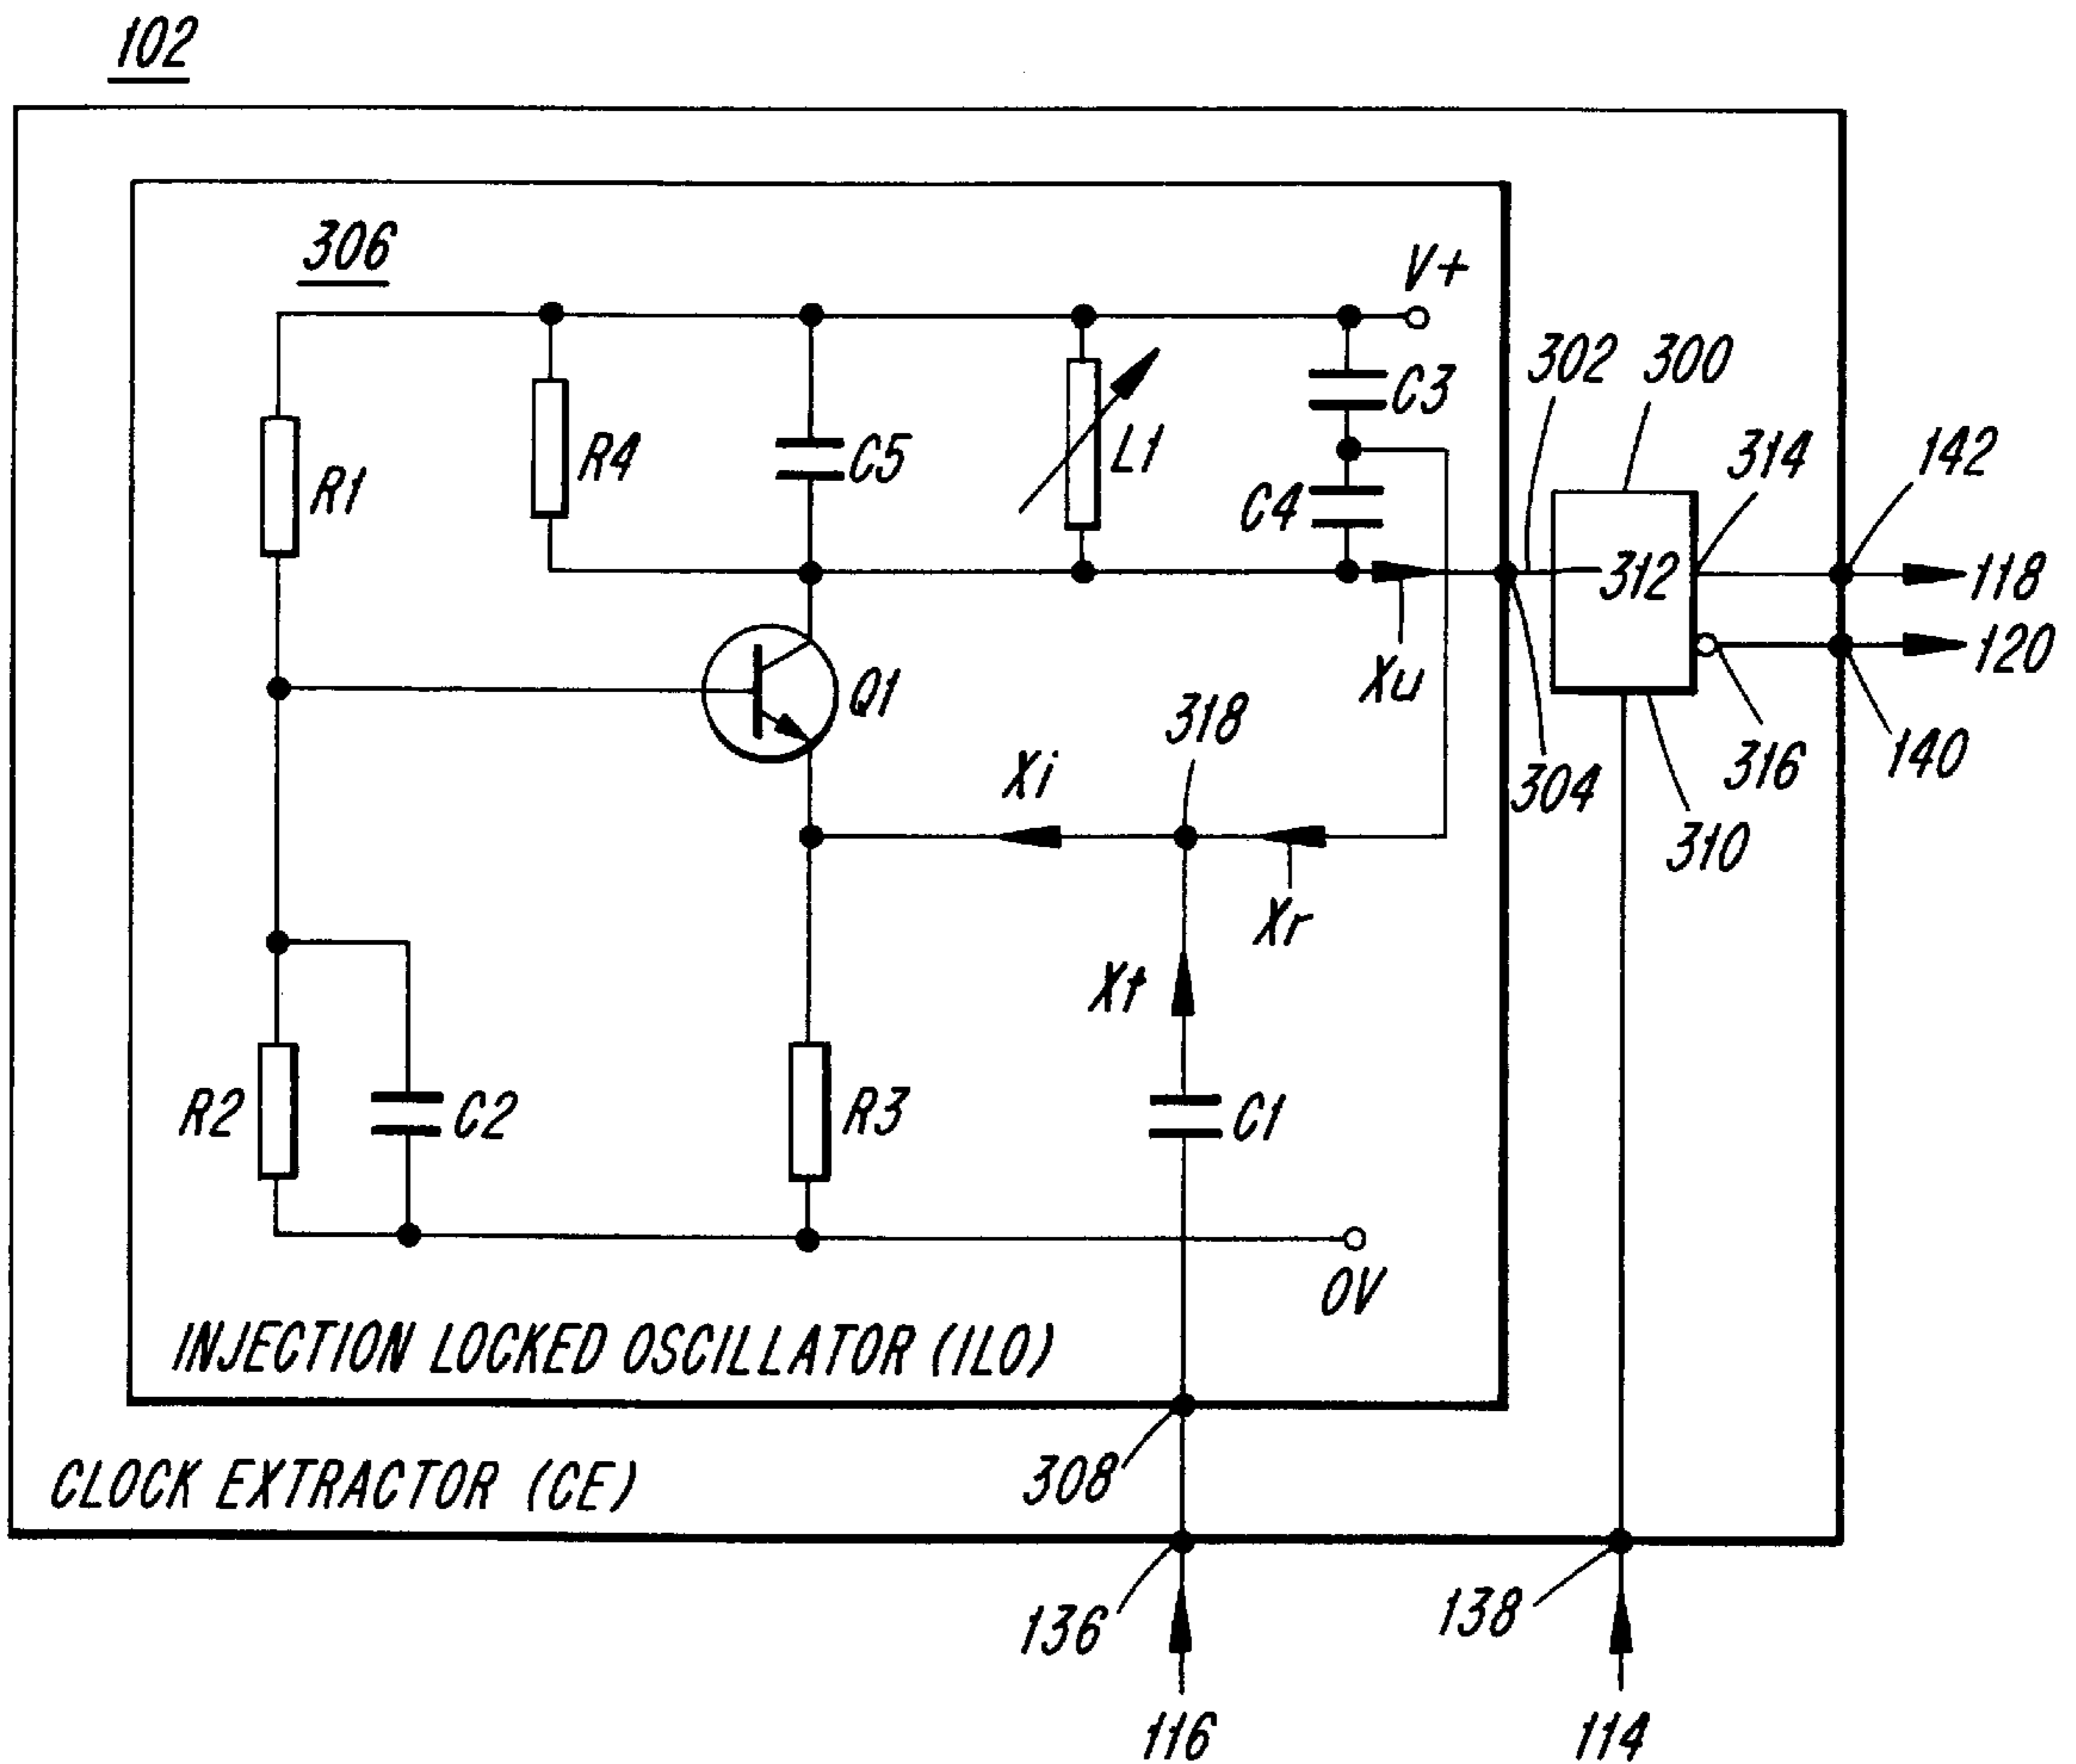 102
306
V+
302
300
C3
314
142
R1
R4
C5
L1
C4
312
118
120
Q1
Xu
318
316
140
Xi
304
310
Xr
Xt
R2
C2
R3
C1
0V
INJECTION LOCKED OSCILLATOR (ILO)
308
CLOCK EXTRACTOR (CE)
136
138
116
114